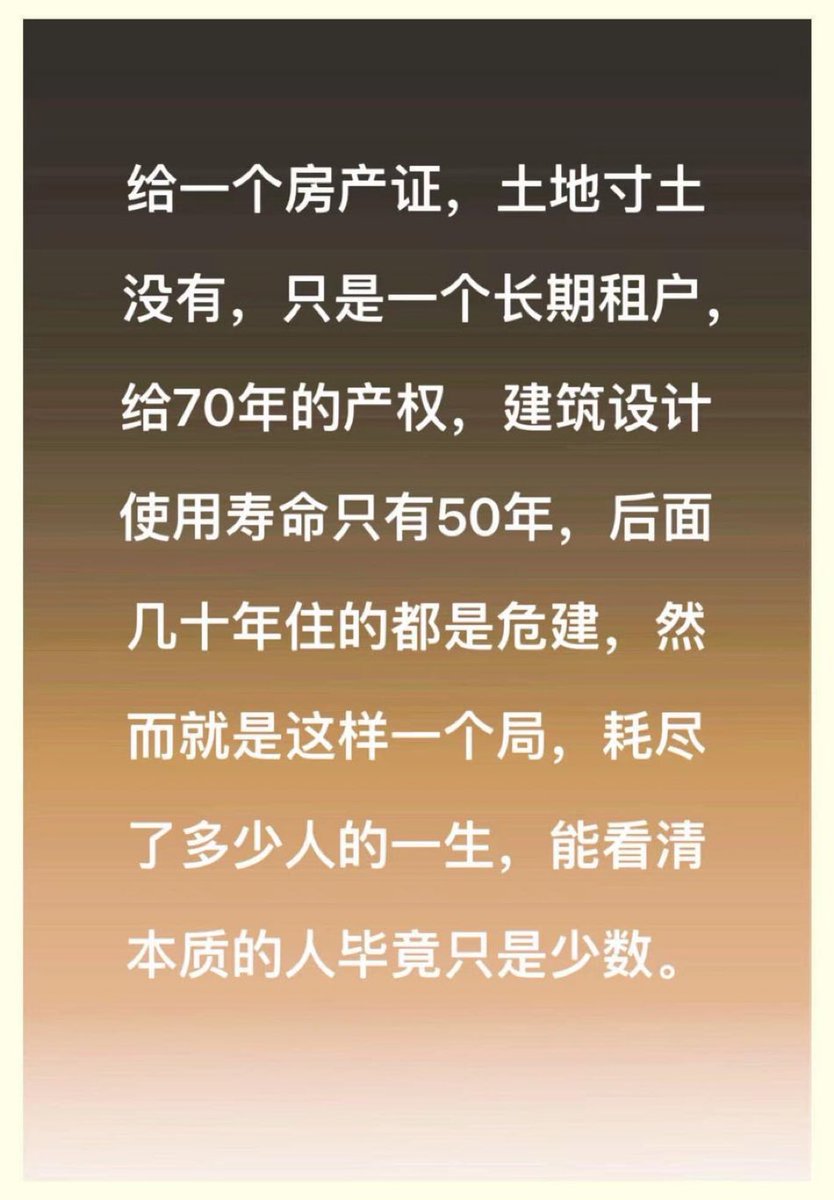 给一个房产证，土地寸土
没有，只是一个长期租户，
给70年的产权，建筑设计
使用寿命只有50年，后面
几十年住的都是危建，然
而就是这样一个局，耗尽
了多少人的一生，能看清
本质的人毕竟只是少数。